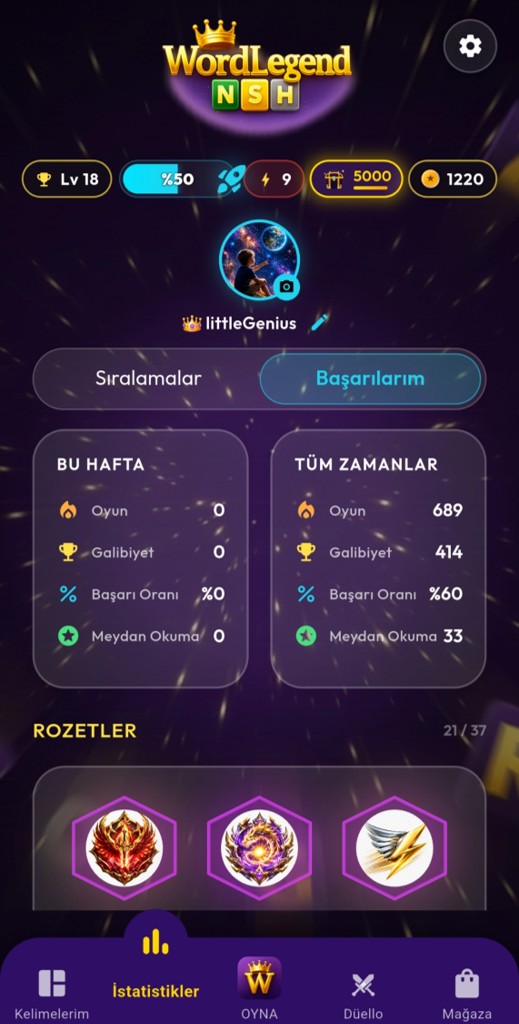 WordLegend
N S H
Lv 18 %50 9 5000 1220
littleGenius
Sıralamalar Başarılarım
BU HAFTA
Oyun 0
Galibiyet 0
Başarı Oranı %0
Meydan Okuma 0
TÜM ZAMANLAR
Oyun 689
Galibiyet 414
Başarı Oranı %60
Meydan Okuma 33
ROZETLER 21 / 37
W
Kelimelerim İstatistikler OYNA Düello Mağaza